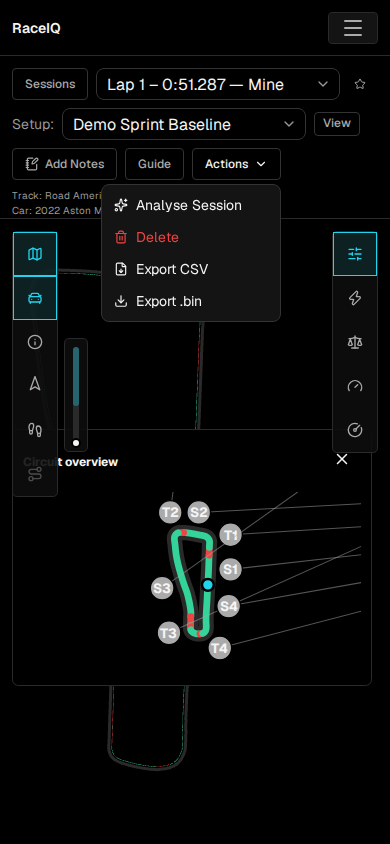 RaceIQ
Sessions
Lap 1 – 0:51.287 — Mine
Setup:
Demo Sprint Baseline
View
Add Notes
Guide
Actions
Track: Road Ameri
Car: 2022 Aston M
Analyse Session
Delete
Export CSV
Export .bin
Circuit overview
T2
S2
T1
S1
S3
S4
T3
T4